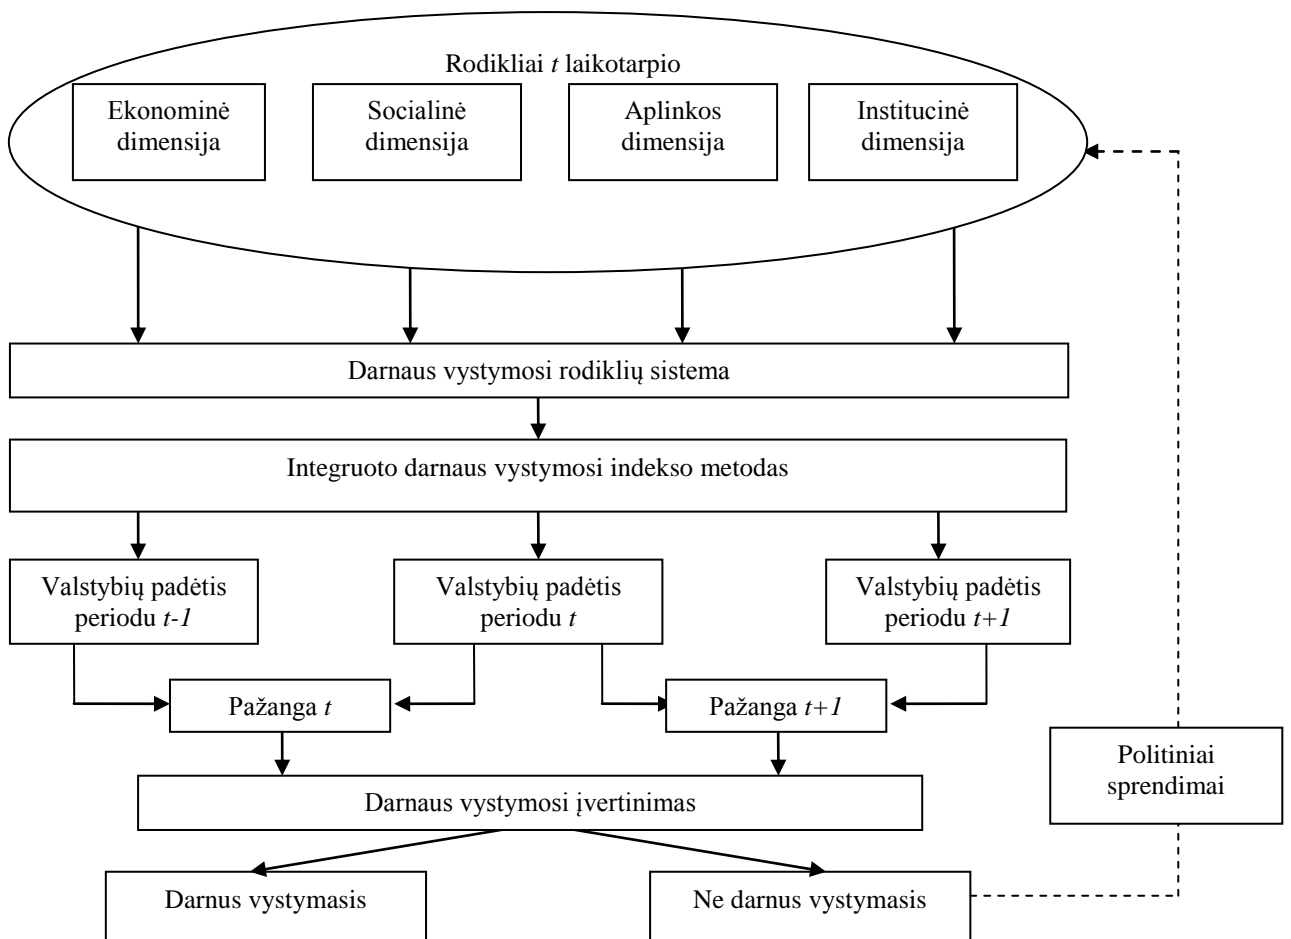 Rodikliai t laikotarpio
Ekonominė
dimensija
Socialinė
dimensija
Aplinkos
dimensija
Institucinė
dimensija
Darnaus vystymosi rodiklių sistema
Integruoto darnaus vystymosi indekso metodas
Valstybių padėtis
periodu t-1
Valstybių padėtis
periodu t
Valstybių padėtis
periodu t+1
Pažanga t
Pažanga t+1
Politiniai
sprendimai
Darnaus vystymosi įvertinimas
Darnus vystymasis
Ne darnus vystymasis